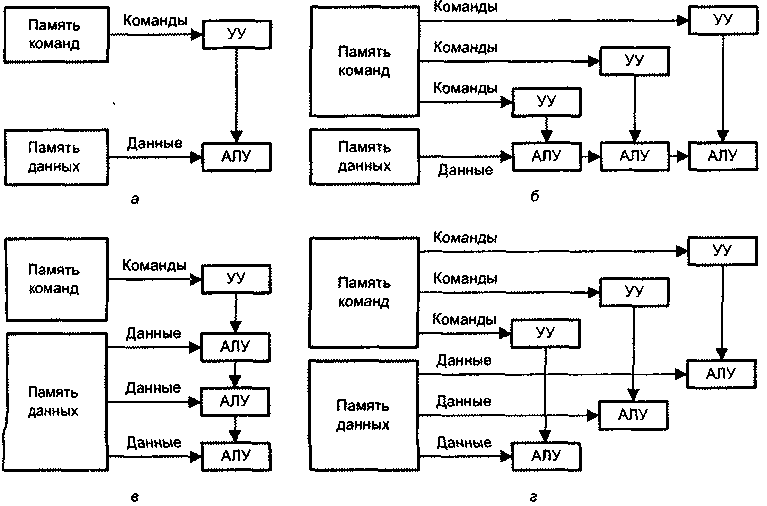 Память
команд
Команды
УУ
Память
данных
Данные
АЛУ
а
Память
команд
Команды
УУ
Команды
УУ
Команды
УУ
Память
данных
Данные
АЛУ
АЛУ
АЛУ
б
Память
команд
Команды
УУ
Память
данных
Данные
АЛУ
Данные
АЛУ
Данные
АЛУ
в
Память
команд
Команды
УУ
Команды
УУ
Команды
УУ
Память
данных
Данные
АЛУ
Данные
АЛУ
Данные
АЛУ
г